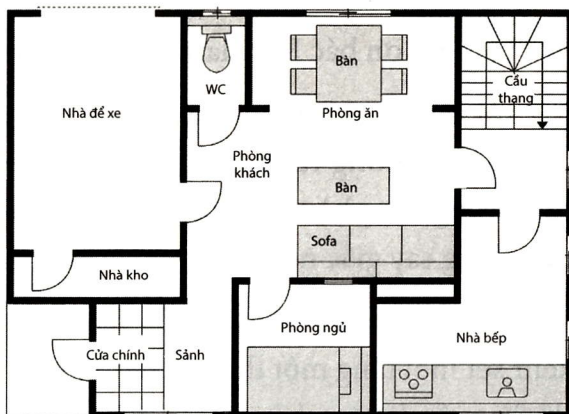 Bàn
Cầu
thang
WC
Nhà để xe
Phòng ăn
Phòng
khách
Bàn
Sofa
Nhà kho
Phòng ngủ
Nhà bếp
Cửa chính
Sảnh